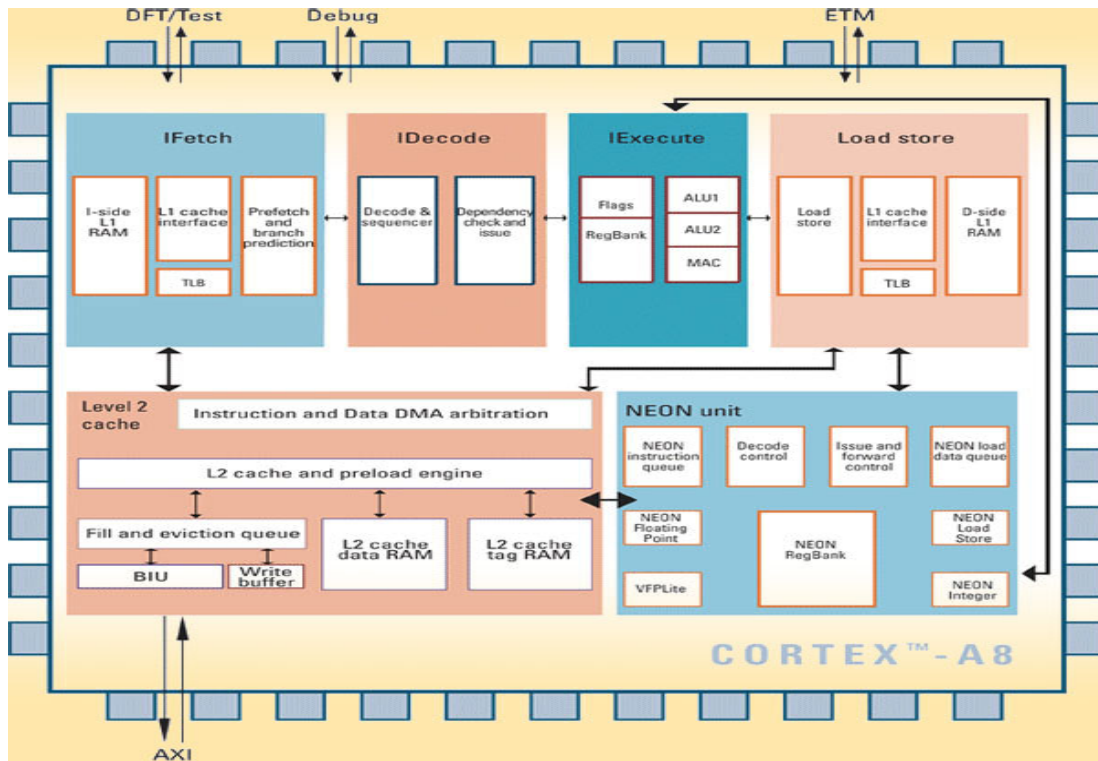 DFT/Test
Debug
ETM
IFetch
I-side
L1
RAM
L1 cache
interface
TLB
Prefetch
and
branch
prediction
IDecode
Decode &
sequencer
Dependency
check and
issue
IExecute
Flags
RegBank
ALU1
ALU2
MAC
Load store
Load
store
L1 cache
interface
TLB
D-side
L1
RAM
Level 2
cache
Instruction and Data DMA arbitration
L2 cache and preload engine
Fill and eviction queue
BIU
Write
buffer
L2 cache
data RAM
L2 cache
tag RAM
NEON unit
NEON
instruction
queue
Decode
control
Issue and
forward
control
NEON load
data queue
NEON
Floating
Point
NEON
RegBank
NEON
Load
Store
VFPLite
NEON
Integer
CORTEX™-A8
AXI